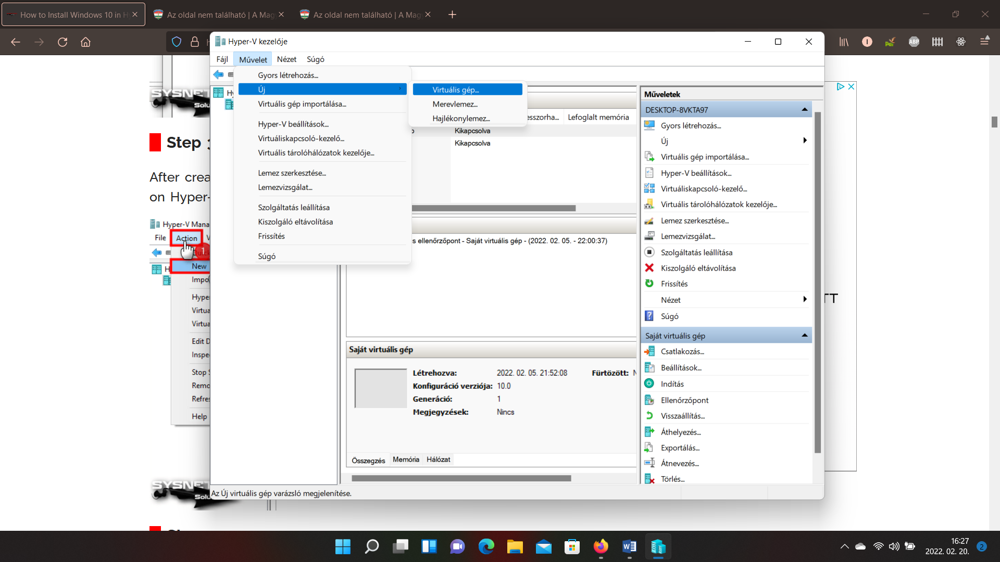 How to Install Windows 10 in H
Az oldal nem található | A Mag
Az oldal nem található | A Mag
ABP
Hyper-V kezelője
Fájl
Művelet
Nézet
Súgó
Gyors létrehozás...
Új
Virtuális gép importálása...
Hyper-V beállítások...
Virtuáliskapcsoló-kezelő...
Virtuális tárolóhálózatok kezelője...
Lemez szerkesztése...
Lemezvizsgálat...
Szolgáltatás leállítása
Kiszolgáló eltávolítása
Frissítés
Súgó
Virtuális gép...
Merevlemez...
Hajlékonylemez...
esszorha...
Lefoglalt memória
Kikapcsolva
Kikapcsolva
s ellenőrzőpont - Saját virtuális gép - (2022. 02. 05. - 22:00:37)
Saját virtuális gép
Létrehozva: 2022. 02. 05. 21:52:08
Fürtözött: N
Konfiguráció verziója: 10.0
Generáció: 1
Megjegyzések: Nincs
Összegzés
Memória
Hálózat
Az Új virtuális gép varázsló megjelenítése.
Műveletek
DESKTOP-8VKTA97
Gyors létrehozás...
Új
Virtuális gép importálása...
Hyper-V beállítások...
Virtuáliskapcsoló-kezelő...
Virtuális tárolóhálózatok kezelője...
Lemez szerkesztése...
Lemezvizsgálat...
Szolgáltatás leállítása
Kiszolgáló eltávolítása
Frissítés
Nézet
Súgó
Saját virtuális gép
Csatlakozás...
Beállítások...
Indítás
Ellenőrzőpont
Visszaállítás...
Áthelyezés...
Exportálás...
Átnevezés...
Törlés...
SYSNE
Solu
Step
After crea
on Hyper-
Hyper-V Mana
File
Action
1
New
Impo
Hyper
Virtua
Virtua
Edit D
Inspe
Stop S
Remo
Refres
Help
SYSNE
Solu
TT
16:27
2022. 02. 20.
2